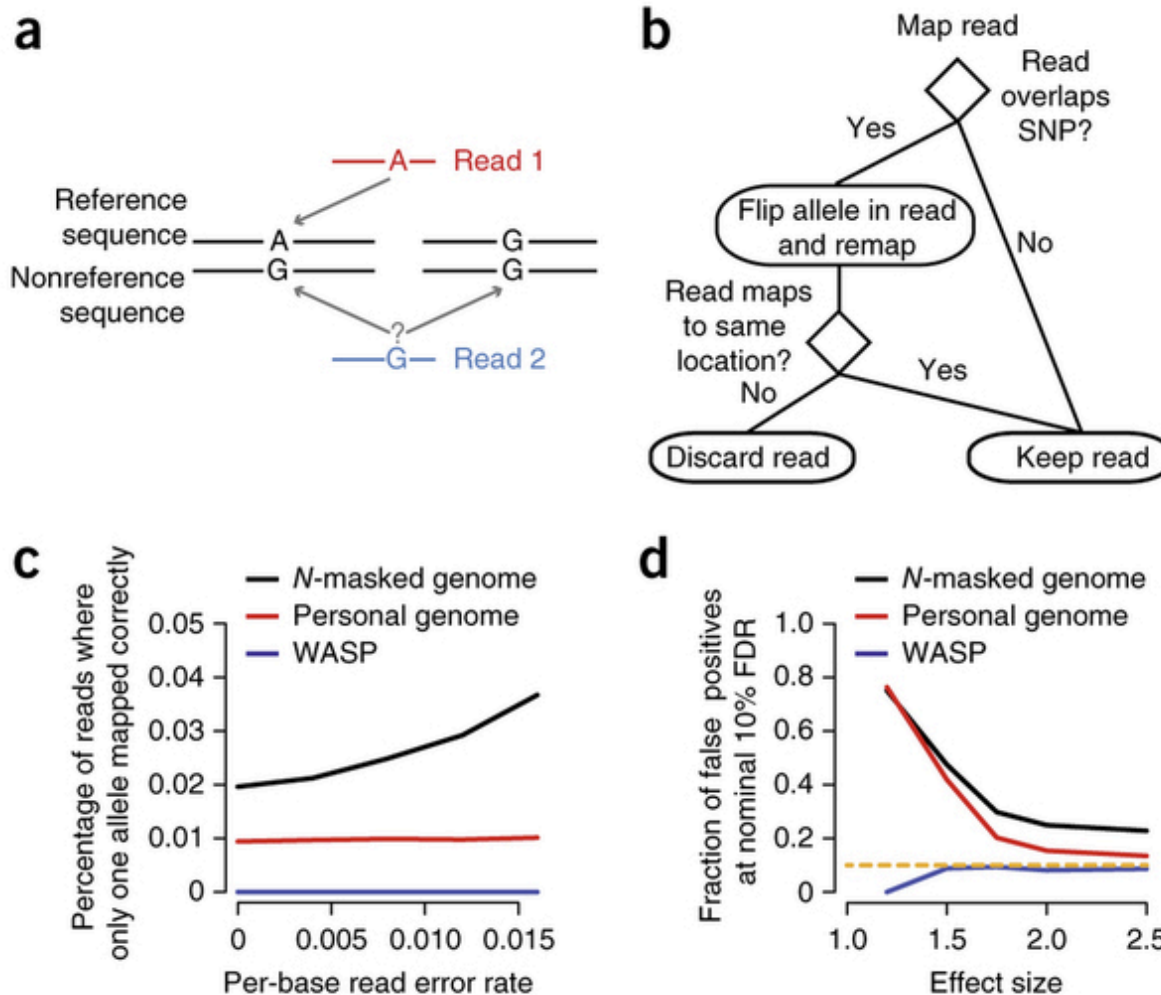 a
A Read 1
Reference
sequence
A
G
Nonreference
sequence
G
G
?
G Read 2
b
Map read
Read
overlaps
SNP?
Yes
No
Flip allele in read
and remap
Read maps
to same
location?
No
Yes
Discard read
Keep read
c
N-masked genome
Personal genome
WASP
Percentage of reads where
only one allele mapped correctly
0.05
0.04
0.03
0.02
0.01
0
0
0.005
0.010
0.015
Per-base read error rate
d
N-masked genome
Personal genome
WASP
Fraction of false positives
at nominal 10% FDR
1.0
0.8
0.6
0.4
0.2
0
1.0
1.5
2.0
2.5
Effect size